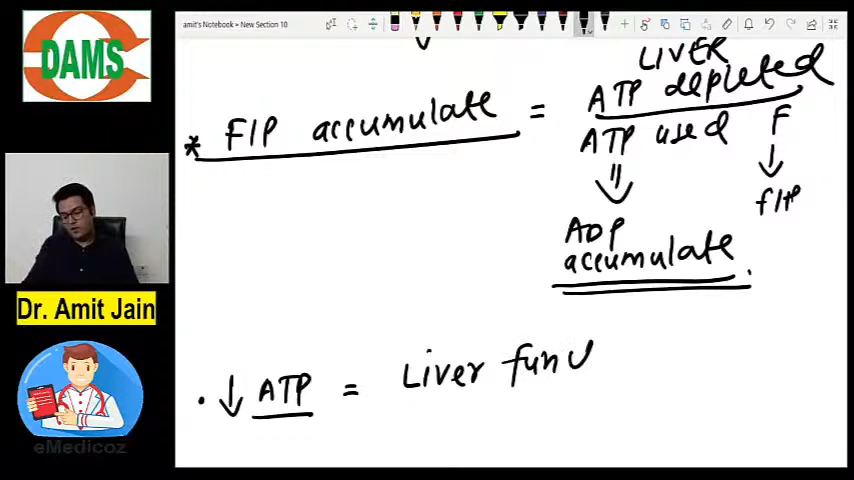 amit's Notebook > New Section 10
DAMS
LIVER
* F1P accumulate = ATP depleted
ATP used F
ADP
accumulate
f1P
Dr. Amit Jain
. ↓ ATP = Liver fun
eMedicoz